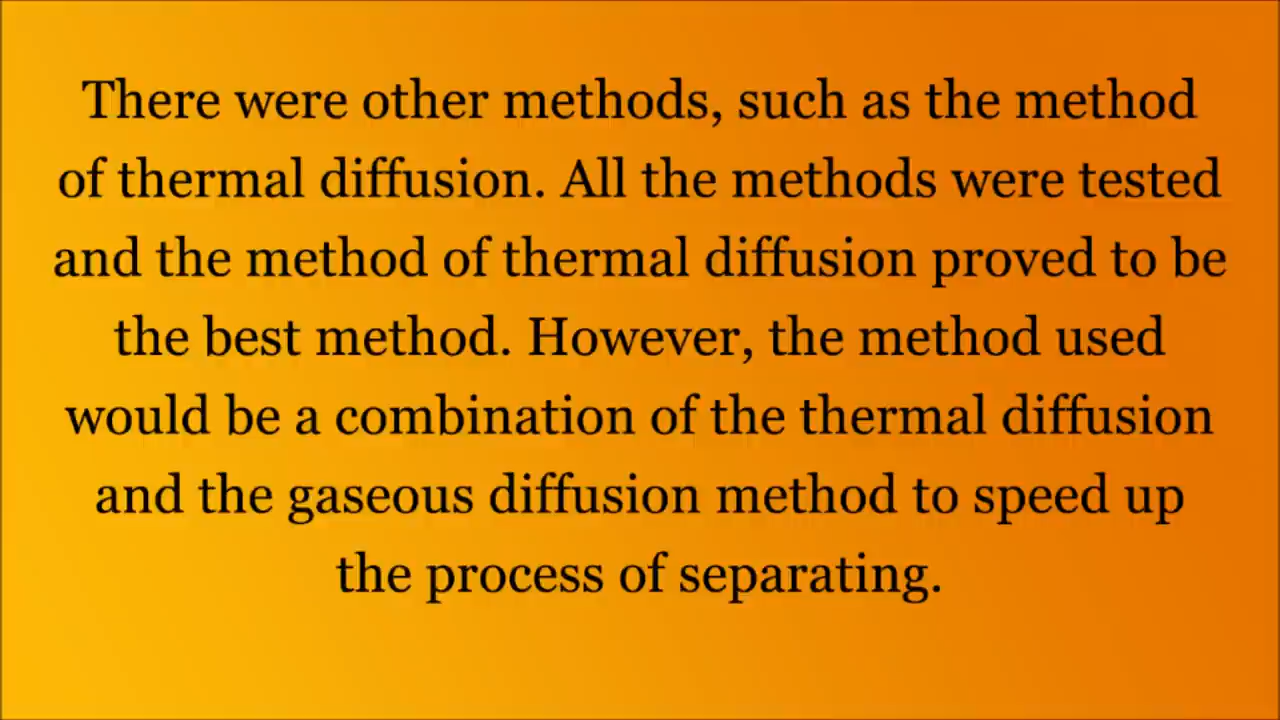 There were other methods, such as the method
of thermal diffusion. All the methods were tested
and the method of thermal diffusion proved to be
the best method. However, the method used
would be a combination of the thermal diffusion
and the gaseous diffusion method to speed up
the process of separating.